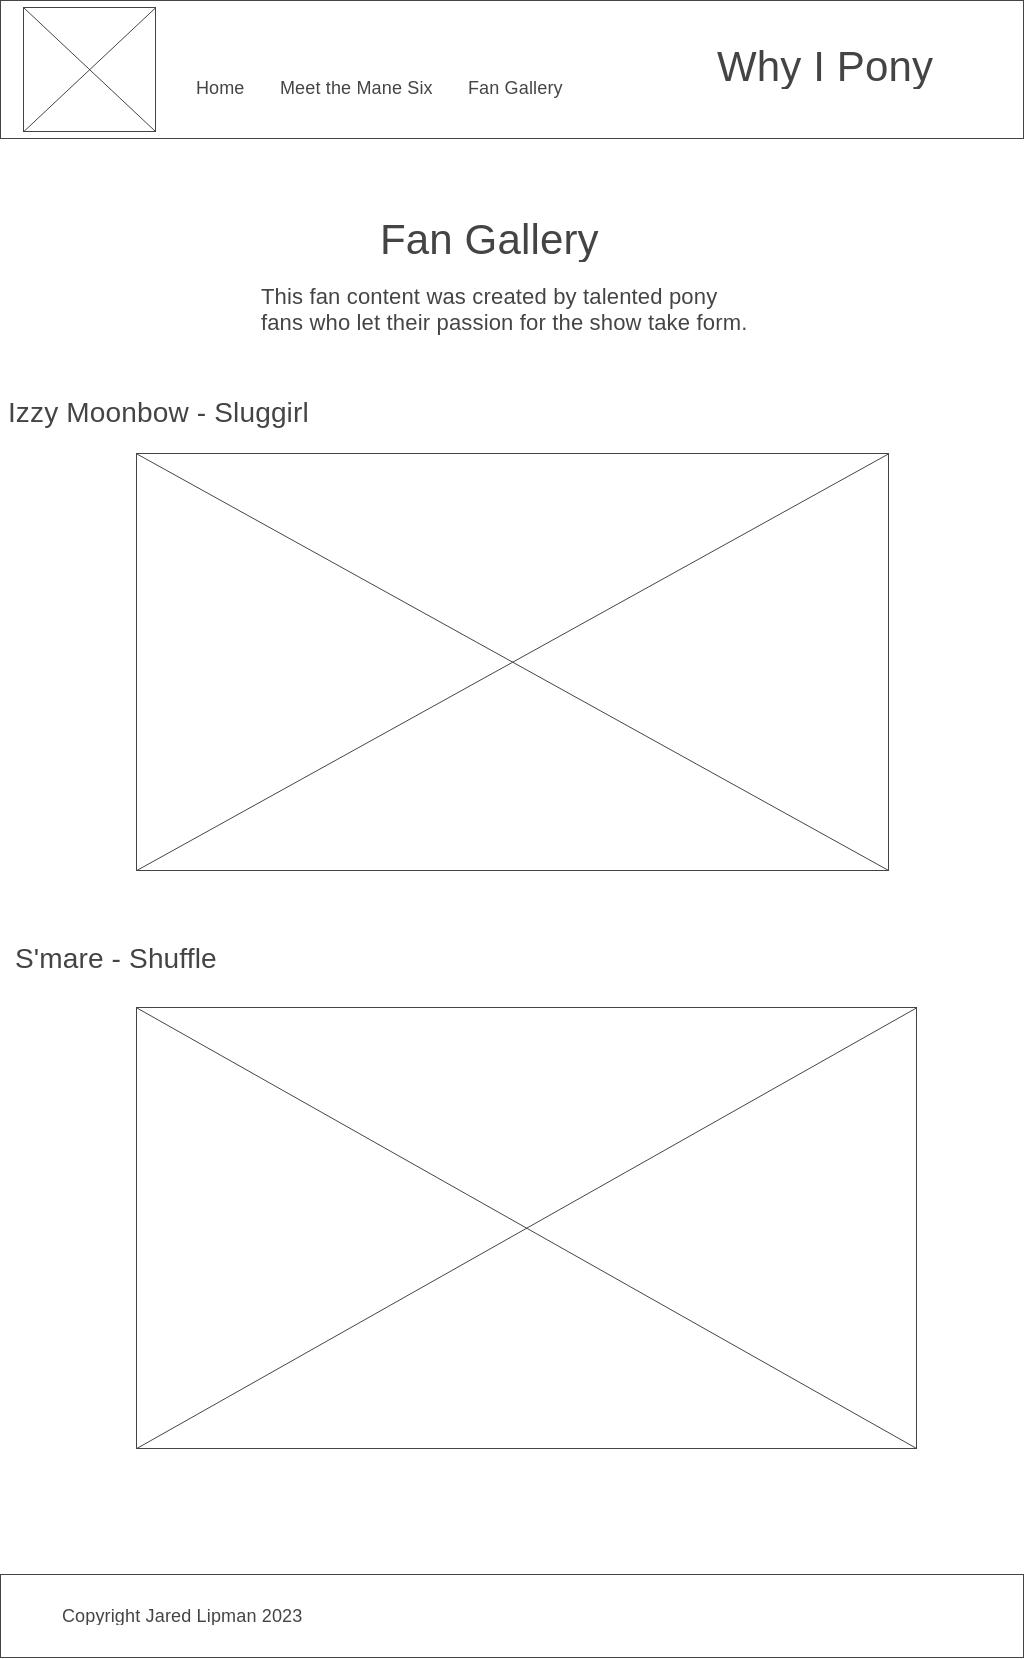 Home
Meet the Mane Six
Fan Gallery
Why I Pony
Fan Gallery
This fan content was created by talented pony
fans who let their passion for the show take form.
Izzy Moonbow - Sluggirl
S'mare - Shuffle
Copyright Jared Lipman 2023